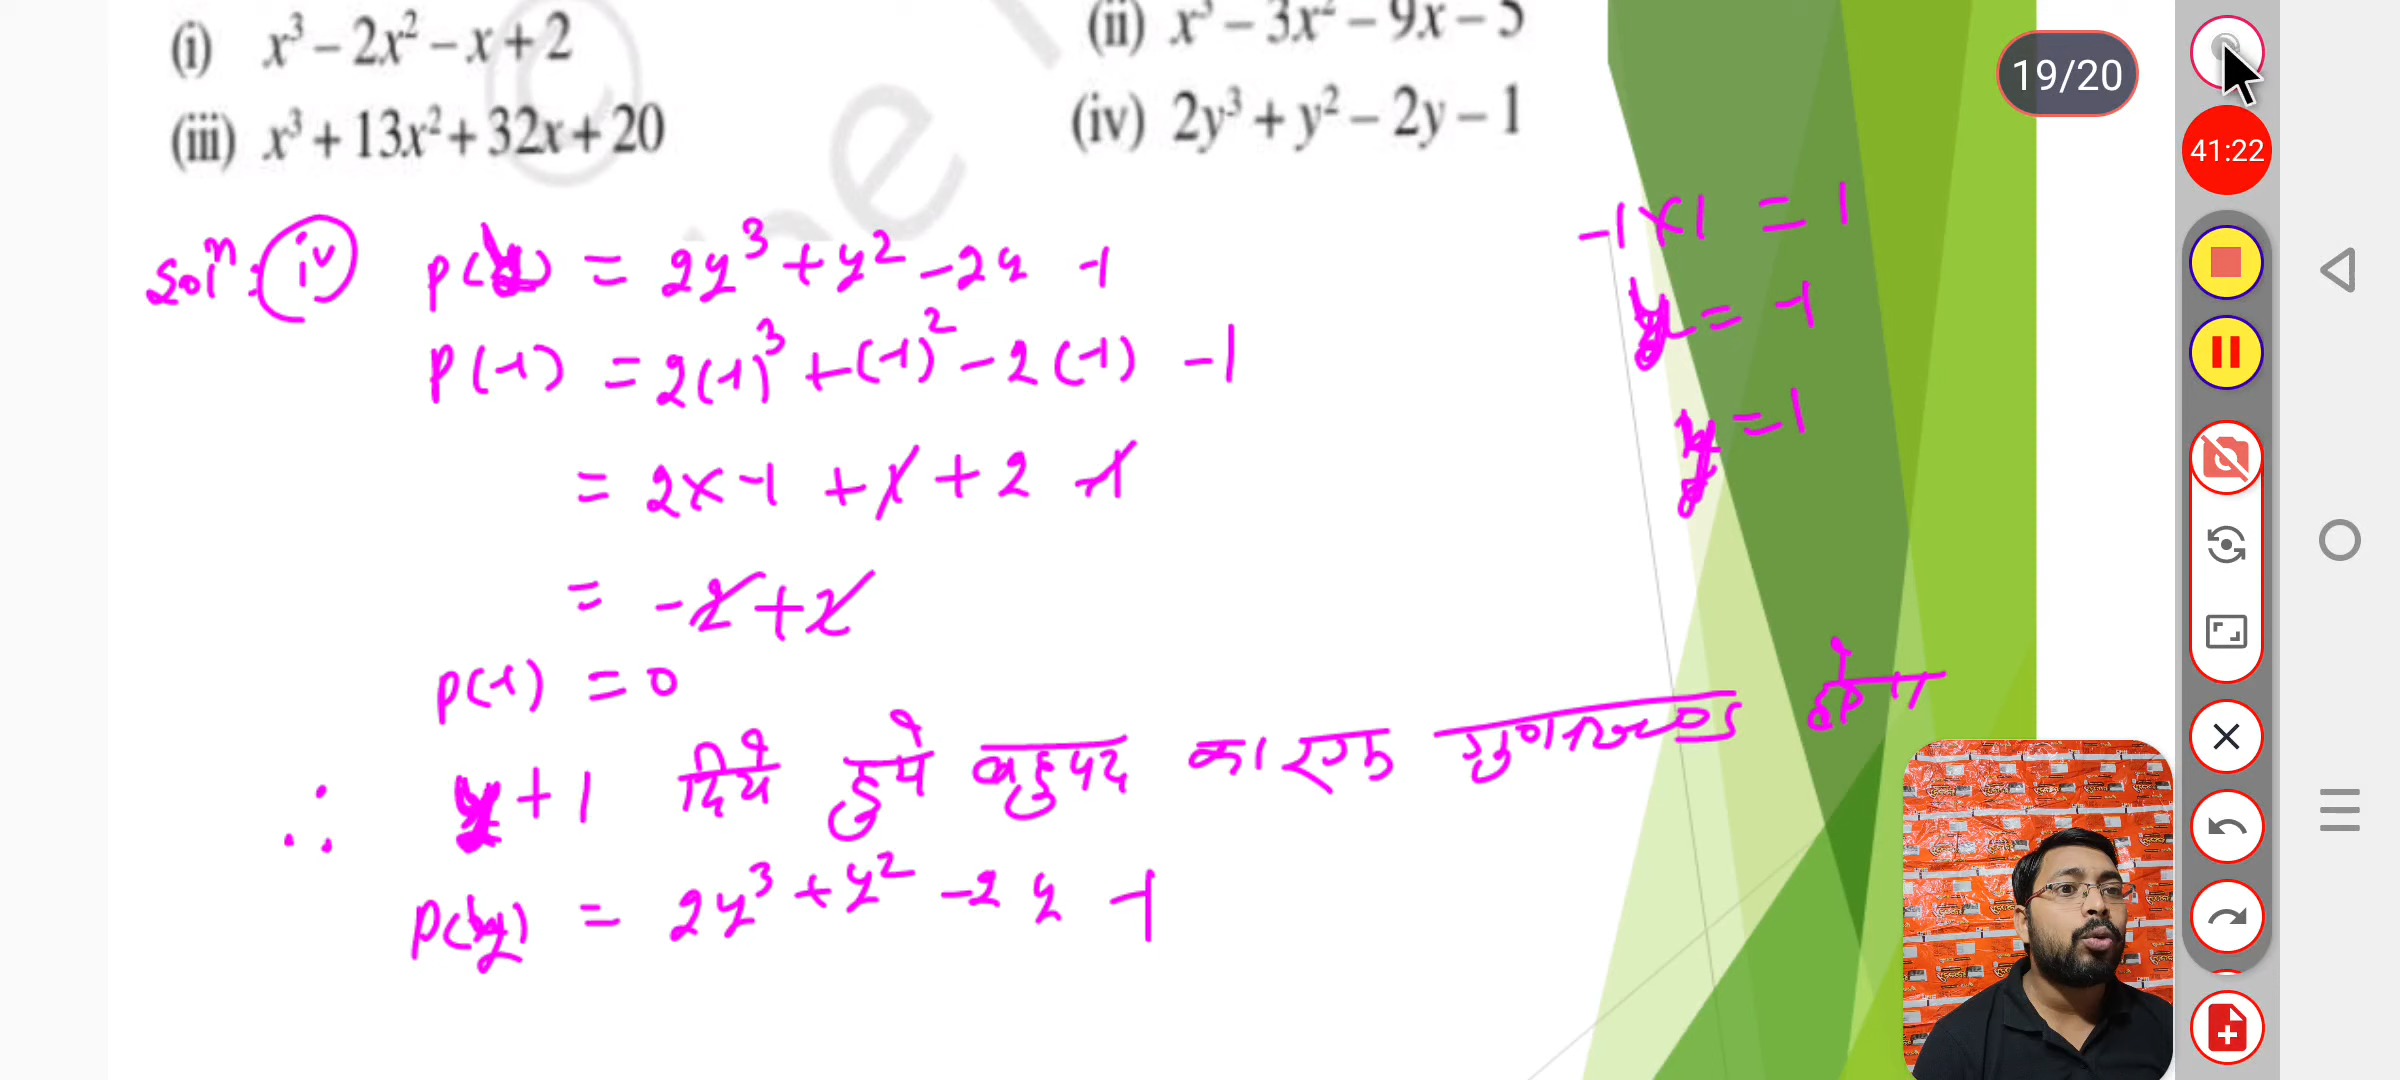 (i) x³ – 2x² – x + 2
(ii) x³ – 3x² – 9x – 5
(iii) x³ + 13x² + 32x + 20
(iv) 2y³ + y² – 2y – 1
19/20
41:22
Solⁿ: (iv) p(y) = 2y³ + y² - 2y - 1
-1 × 1 = 1
y = -1
y = 1
P(-1) = 2(-1)³ + (-1)² - 2(-1) - 1
= 2 × -1 + 1 + 2 - 1
= -2 + 2
p(-1) = 0
∴ y + 1 दिये हुये बहुपद का एक गुणनखण्ड होगा
p(y) = 2y³ + y² - 2y - 1